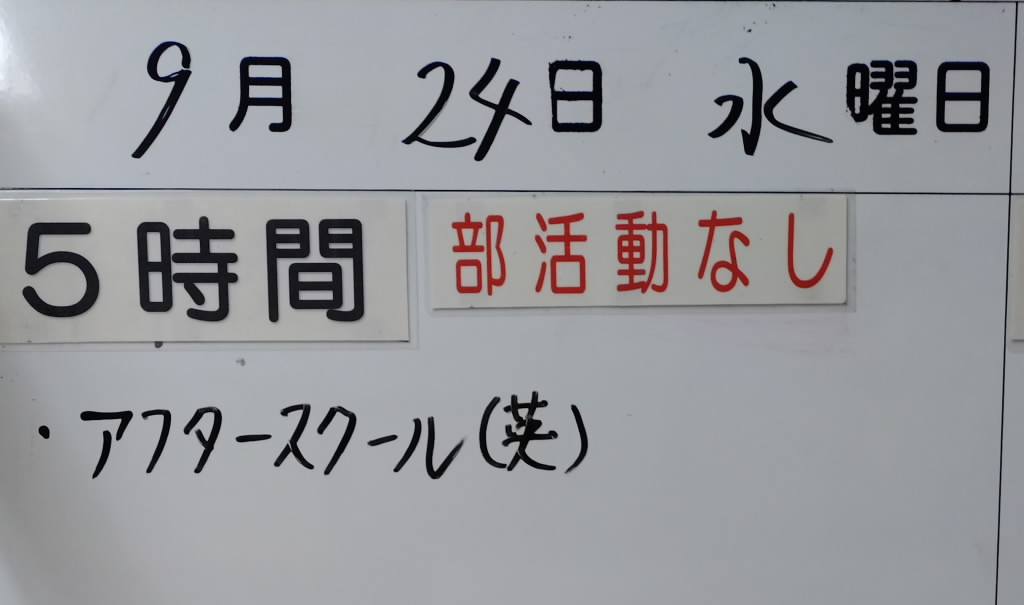 9月 24日 水曜日
5時間 部活動なし
・アフタースクール(英)